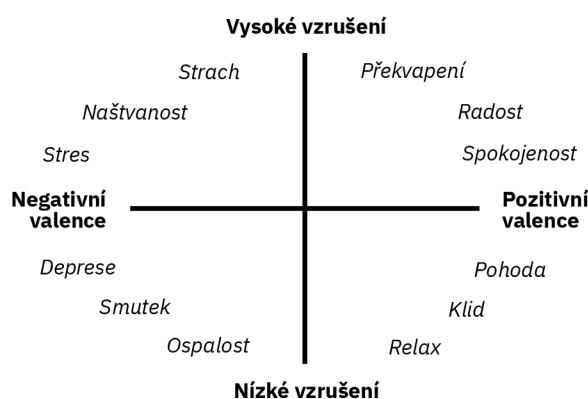 Vysoké vzrušení
Strach
Překvapení
Naštvanost
Radost
Stres
Spokojenost
Negativní
valence
Pozitivní
valence
Deprese
Pohoda
Smutek
Klid
Ospalost
Relax
Nízké vzrušení